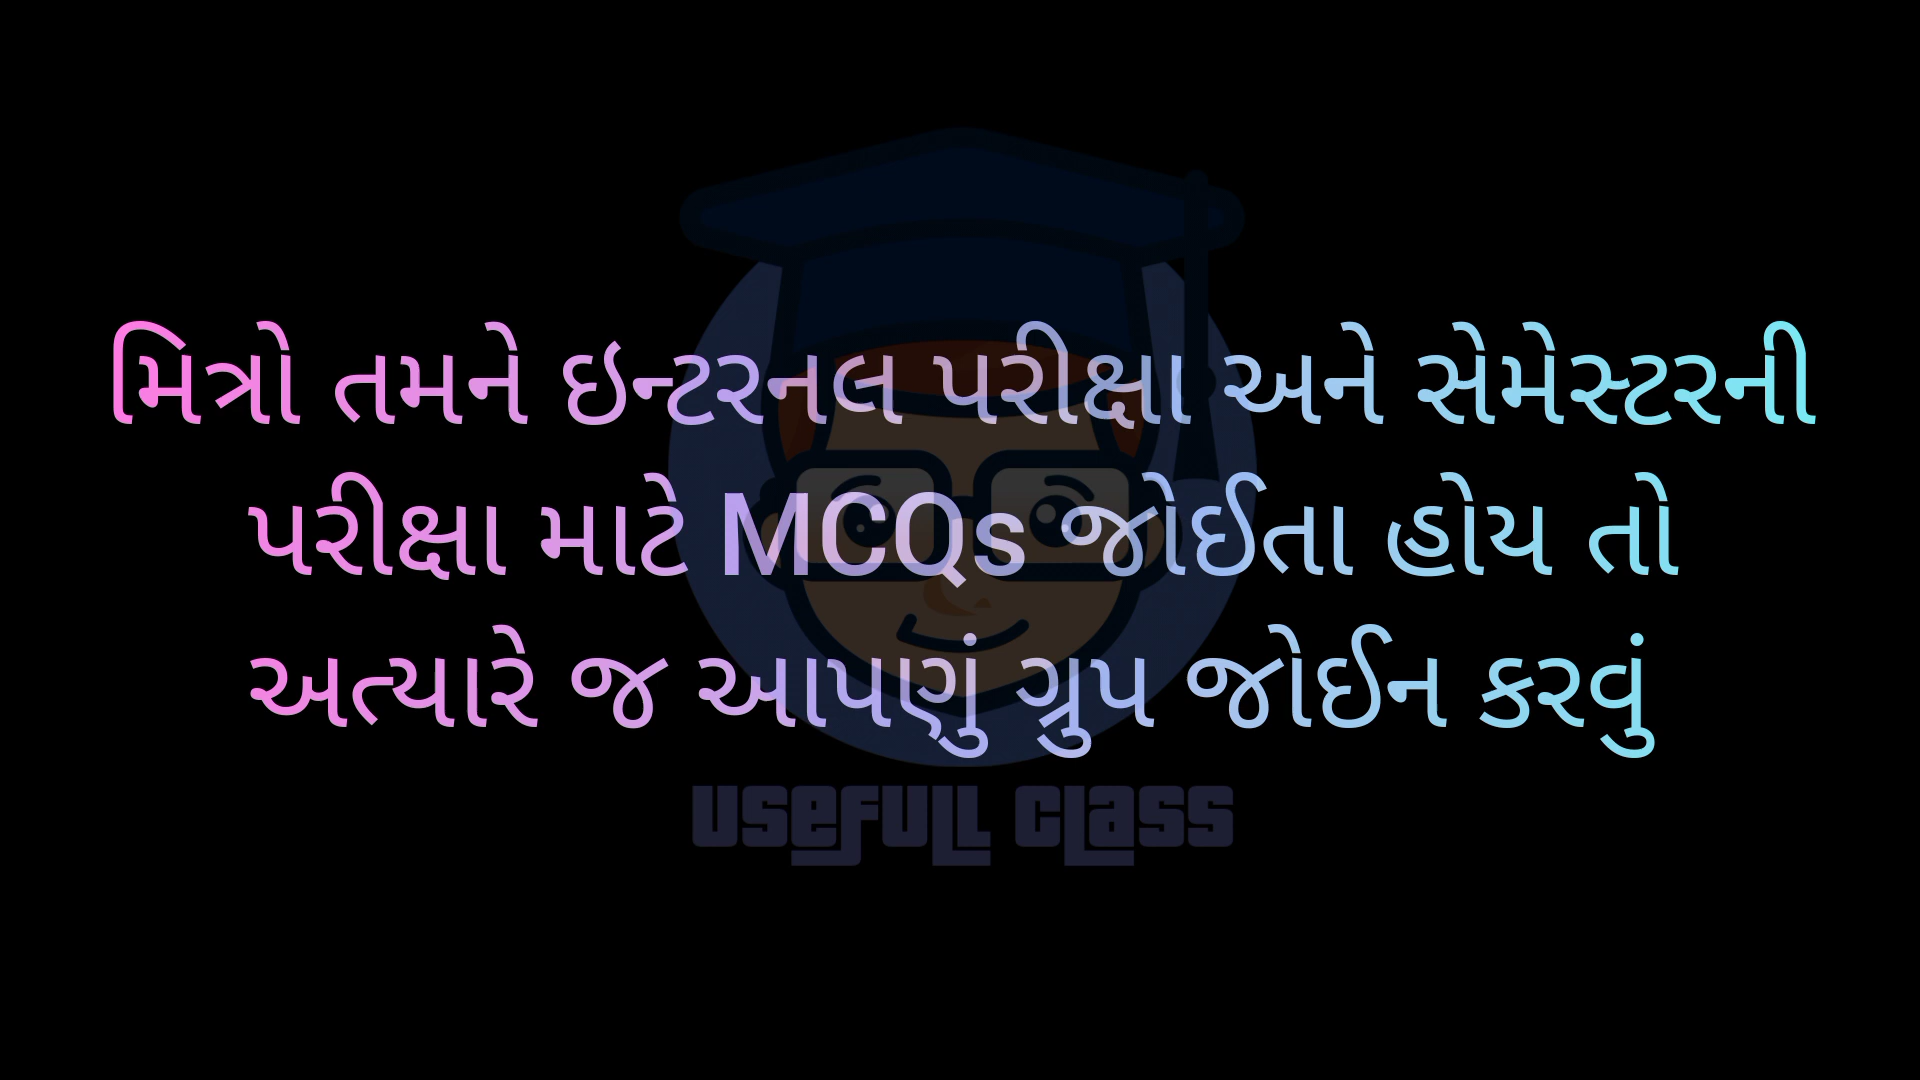 મિત્રો તમને ઇન્ટરનલ પરીક્ષા અને સેમેસ્ટરની
પરીક્ષા માટે MCQs જોઈતા હોય તો
અત્યારે જ આપણું ગ્રુપ જોઈન કરવું
USEFULL CLASS